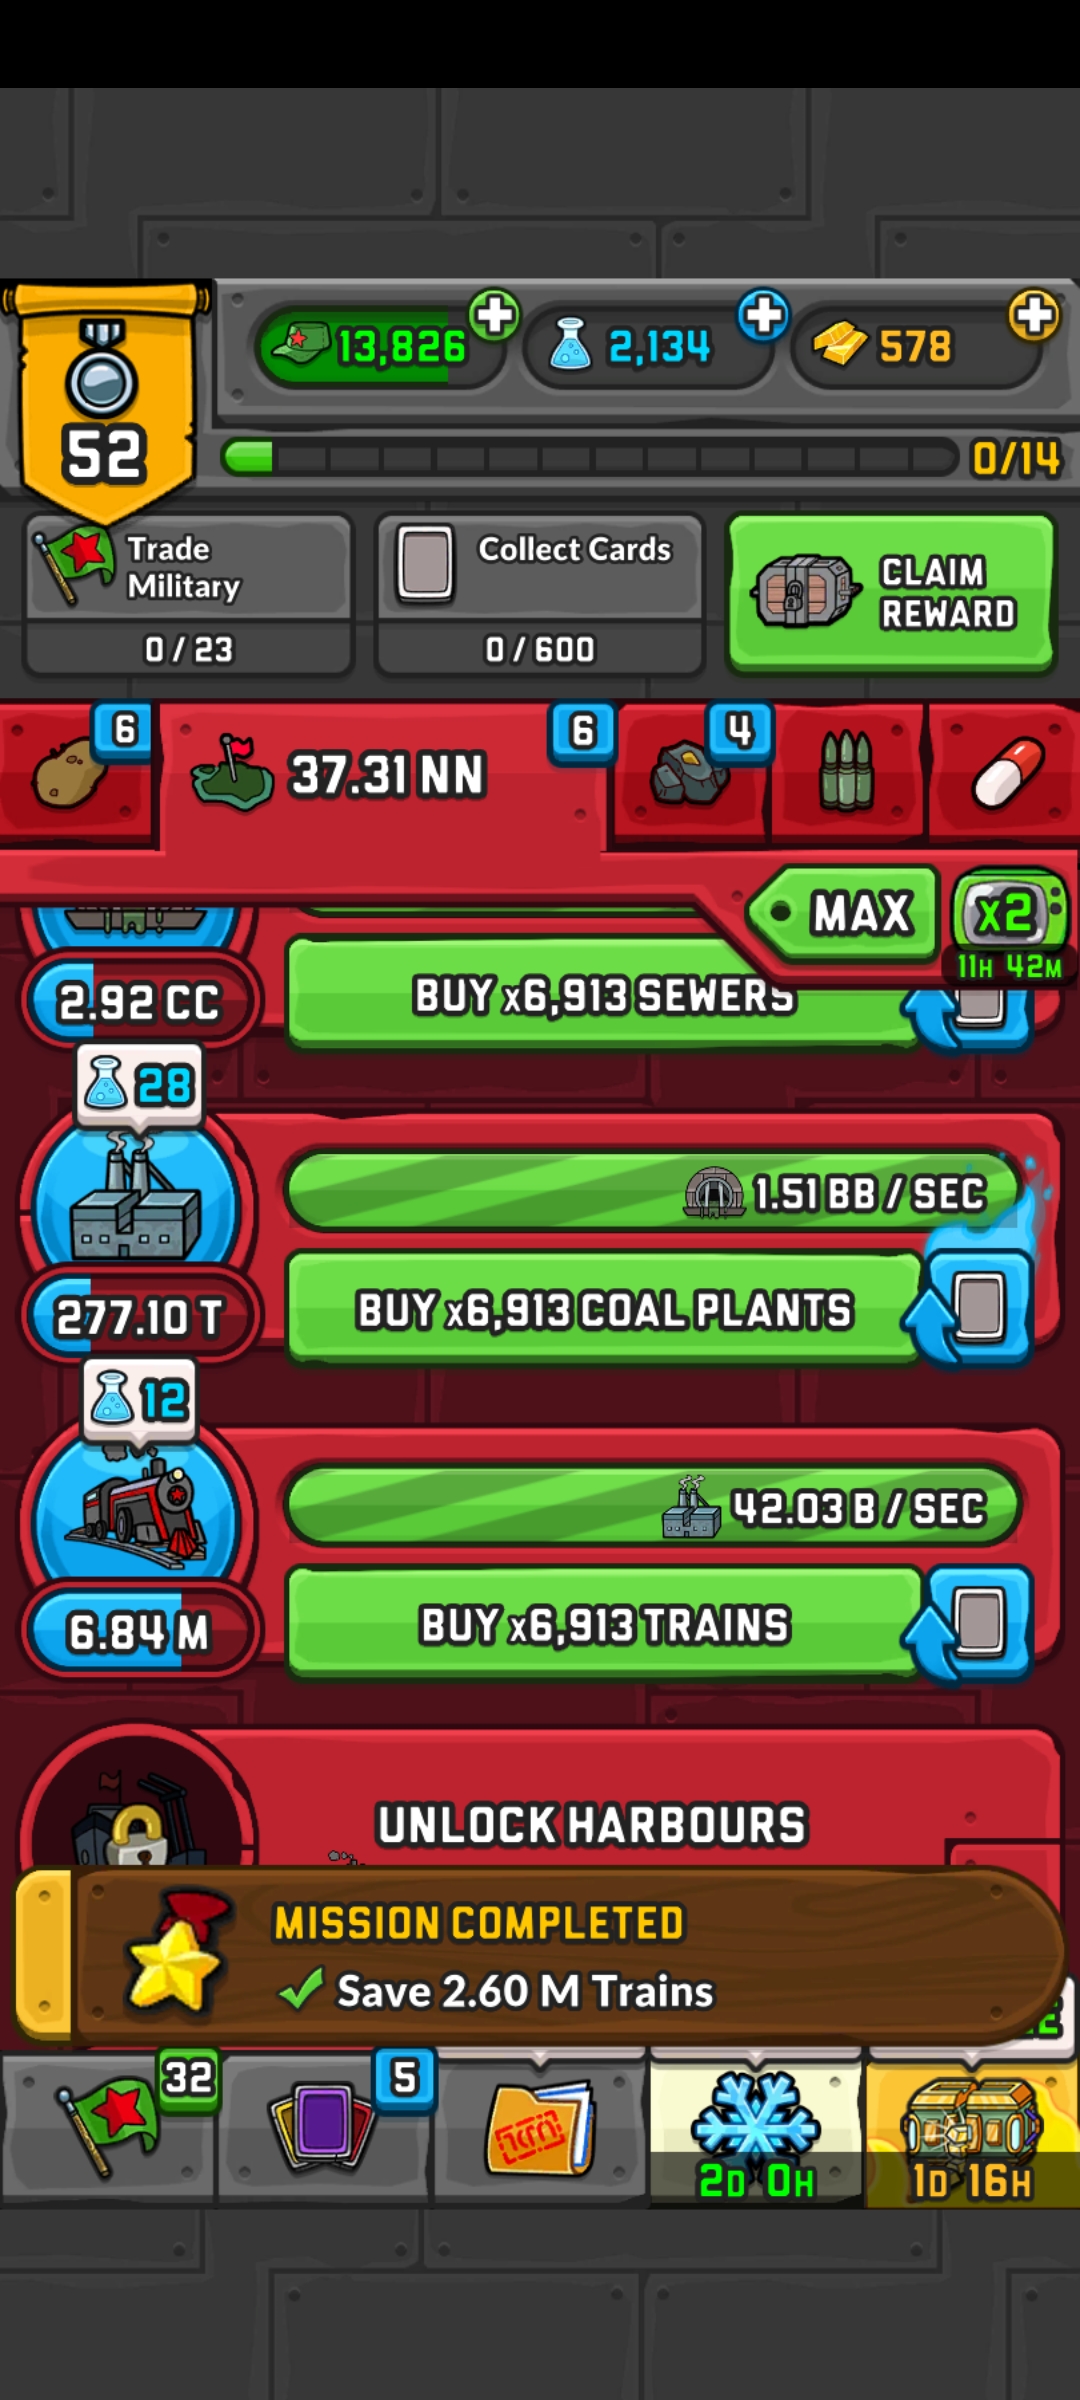 13,826
2,134
578
52
0/14
Trade
Military
0 / 23
Collect Cards
0 / 600
CLAIM
REWARD
6
37.31 NN
6
4
MAX
x2
11H 42M
2.92 CC
BUY x6,913 SEWERS
28
1.51 BB / SEC
277.10 T
BUY x6,913 COAL PLANTS
12
42.03 B / SEC
6.84 M
BUY x6,913 TRAINS
UNLOCK HARBOURS
MISSION COMPLETED
Save 2.60 M Trains
32
5
2D 0H
1D 16H